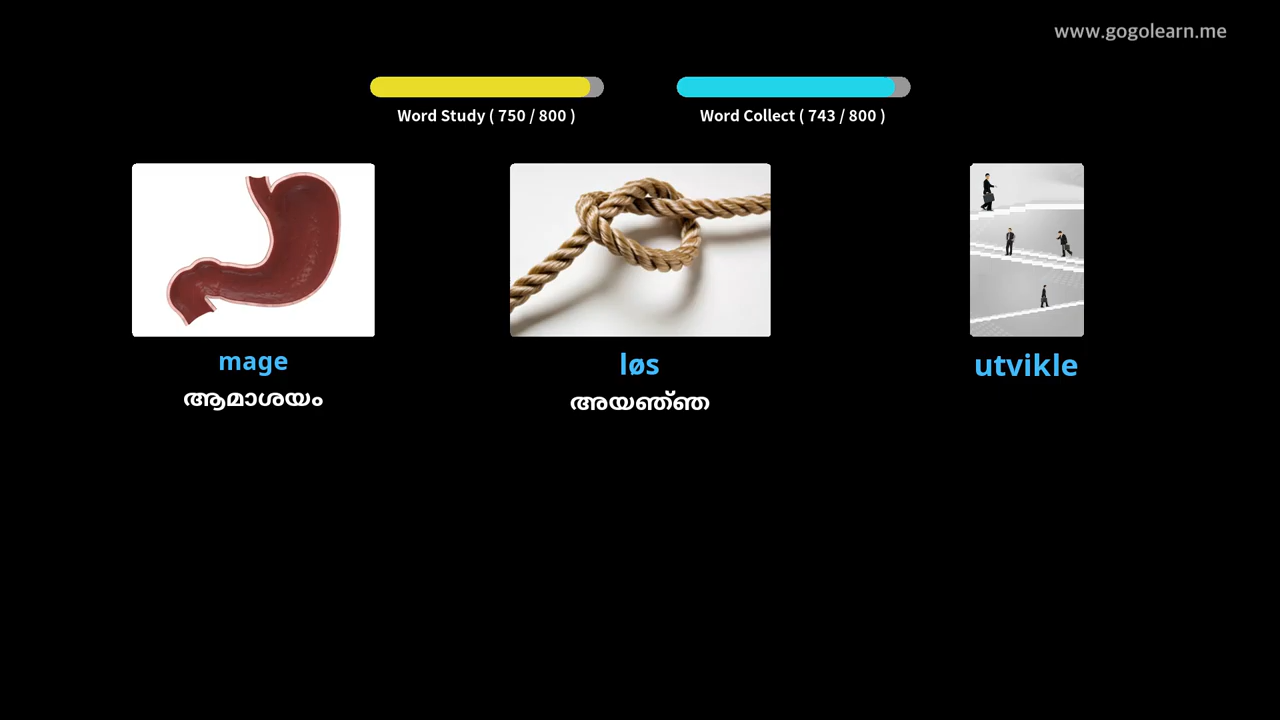 www.gogolearn.me
Word Study ( 750 / 800 )
Word Collect ( 743 / 800 )
mage
løs
utvikle
ആമാശയം
അയഞ്ഞ